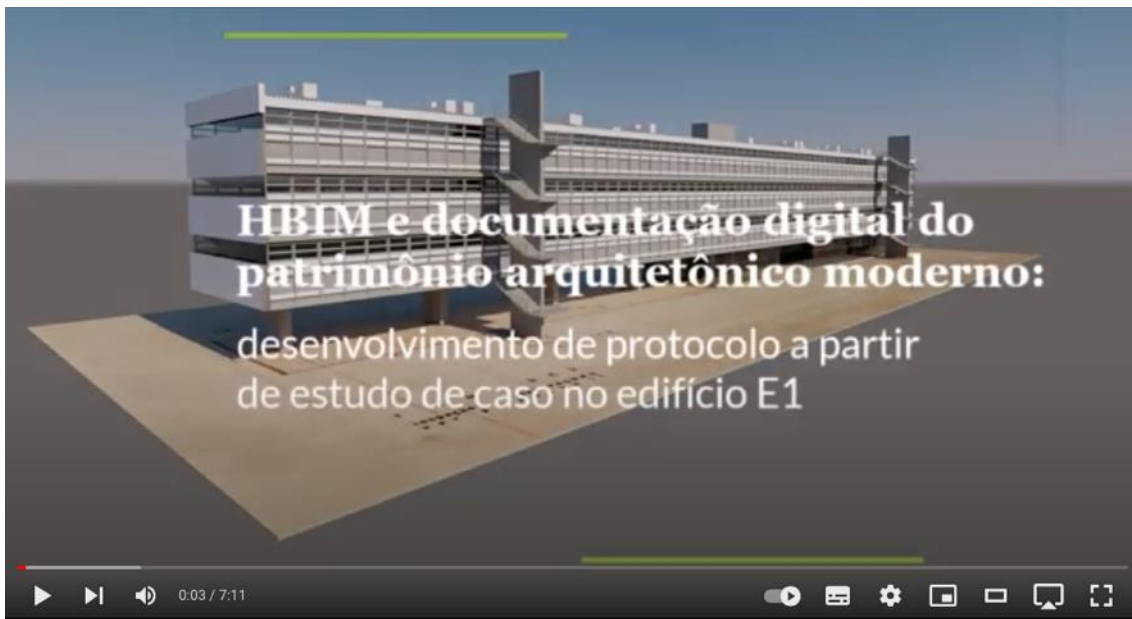 HBIM e documentação digital do
patrimônio arquitetônico moderno:
desenvolvimento de protocolo a partir
de estudo de caso no edifício E1
0:03 / 7:11